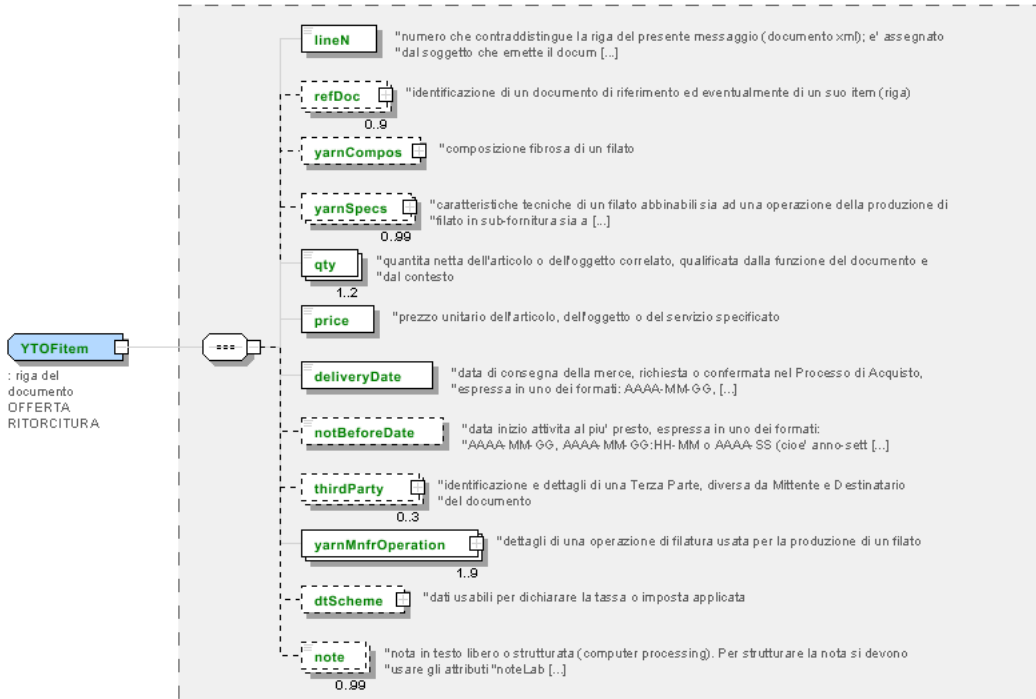 lineN
"numero che contraddistingue la riga del presente messaggio (documento xml); e' assegnato
"dal soggetto che emette il docum [...]
refDoc
"identificazione di un documento di riferimento ed eventualmente di un suo item (riga)
0..9
yarnCompos
"composizione fibrosa di un filato
yarnSpecs
"caratteristiche tecniche di un filato abbinabili sia ad una operazione della produzione di
"filato in sub-fornitura sia a [...]
0..99
qty
"quantita netta dell'articolo o dell'oggetto correlato, qualificata dalla funzione del documento e
"dal contesto
1..2
price
"prezzo unitario dell'articolo, dell'oggetto o del servizio specificato
YTOFitem
: riga del
documento
OFFERTA
RITORCITURA
deliveryDate
"data di consegna della merce, richiesta o confermata nel Processo di Acquisto,
"espressa in uno dei formati: AAAA-MM-GG, [...]
notBeforeDate
"data inizio attivita al piu' presto, espressa in uno dei formati:
"AAAA-MM-GG, AAAA-MM-GG:HH-MM o AAAA-SS (cioe' anno-sett [...]
thirdParty
"identificazione e dettagli di una Terza Parte, diversa da Mittente e Destinatario
"del documento
0..3
yarnMnfrOperation
"dettagli di una operazione di filatura usata per la produzione di un filato
1..9
dtScheme
"dati usabili per dichiarare la tassa o imposta applicata
note
"nota in testo libero o strutturata (computer processing). Per strutturare la nota si devono
"usare gli attributi "noteLab [...]
0..99